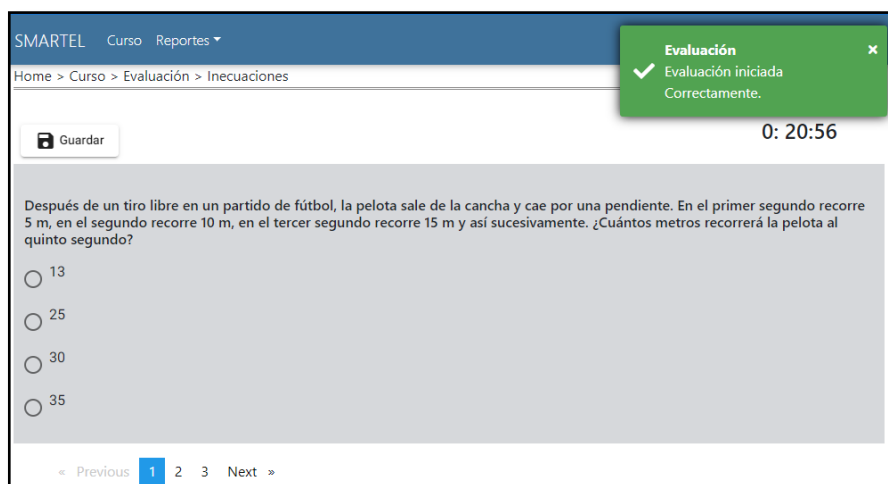 SMARTEL Curso Reportes
Evaluación ×
Evaluación iniciada
Correctamente.
Home > Curso > Evaluación > Inecuaciones
Guardar
0: 20:56
Después de un tiro libre en un partido de fútbol, la pelota sale de la cancha y cae por una pendiente. En el primer segundo recorre
5 m, en el segundo recorre 10 m, en el tercer segundo recorre 15 m y así sucesivamente. ¿Cuántos metros recorrerá la pelota al
quinto segundo?
13
25
30
35
« Previous 1 2 3 Next »